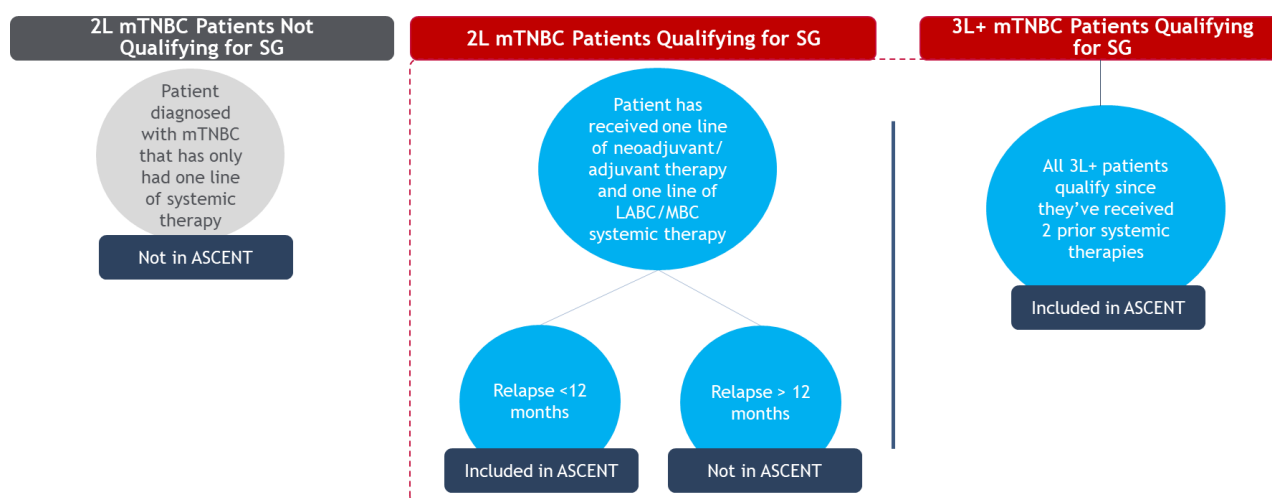 2L mTNBC Patients Not
Qualifying for SG
Patient
diagnosed
with mTNBC
that has only
had one line
of systemic
therapy
Not in ASCENT
2L mTNBC Patients Qualifying for SG
Patient has
received one line
of neoadjuvant/
adjuvant therapy
and one line of
LABC/MBC
systemic therapy
Relapse <12
months
Included in ASCENT
Relapse > 12
months
Not in ASCENT
3L+ mTNBC Patients Qualifying
for SG
All 3L+ patients
qualify since
they’ve received
2 prior systemic
therapies
Included in ASCENT